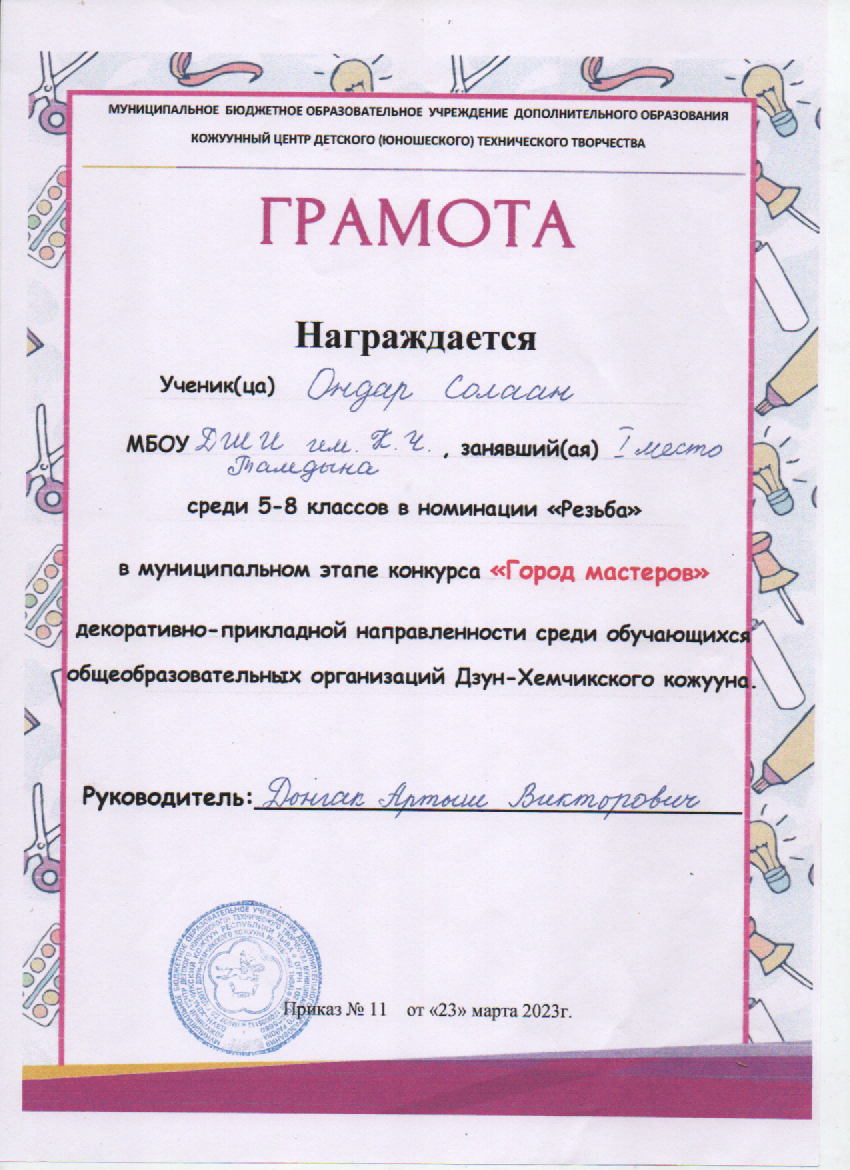 МУНИЦИПАЛЬНОЕ БЮДЖЕТНОЕ ОБРАЗОВАТЕЛЬНОЕ УЧРЕЖДЕНИЕ ДОПОЛНИТЕЛЬНОГО ОБРАЗОВАНИЯ
КОЖУУННЫЙ ЦЕНТР ДЕТСКОГО (ЮНОШЕСКОГО) ТЕХНИЧЕСКОГО ТВОРЧЕСТВА
ГРАМОТА
Награждается
Ученик(ца) Ондар Солаан
МБОУ ДШИ им. К.Ч. , занявший(ая) I место
Тамдына
среди 5-8 классов в номинации «Резьба»
в муниципальном этапе конкурса «Город мастеров»
декоративно-прикладной направленности среди обучающихся
общеобразовательных организаций Дзун-Хемчикского кожууна.
Руководитель: Донгак Артыш Викторович
Приказ № 11 от «23» марта 2023г.